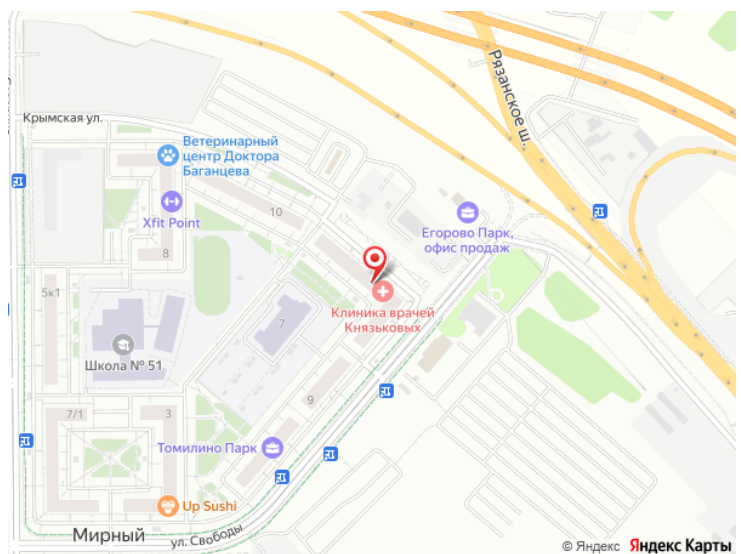 Рязанское ш.
Крымская ул.
Ветеринарный
центр Доктора
Баганцева
Xfit Point
10
8
Егорово Парк,
офис продаж
5к1
7
Клиника врачей
Князьковых
Школа № 51
7/1
3
9
Томилино Парк
Up Sushi
Мирный
ул. Свободы
© Яндекс Яндекс Карты